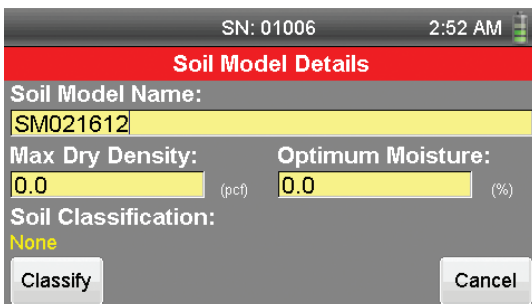 SN: 01006 2:52 AM
Soil Model Details
Soil Model Name:
SM021612
Max Dry Density: Optimum Moisture:
0.0 (pcf) 0.0 (%)
Soil Classification:
None
Classify Cancel